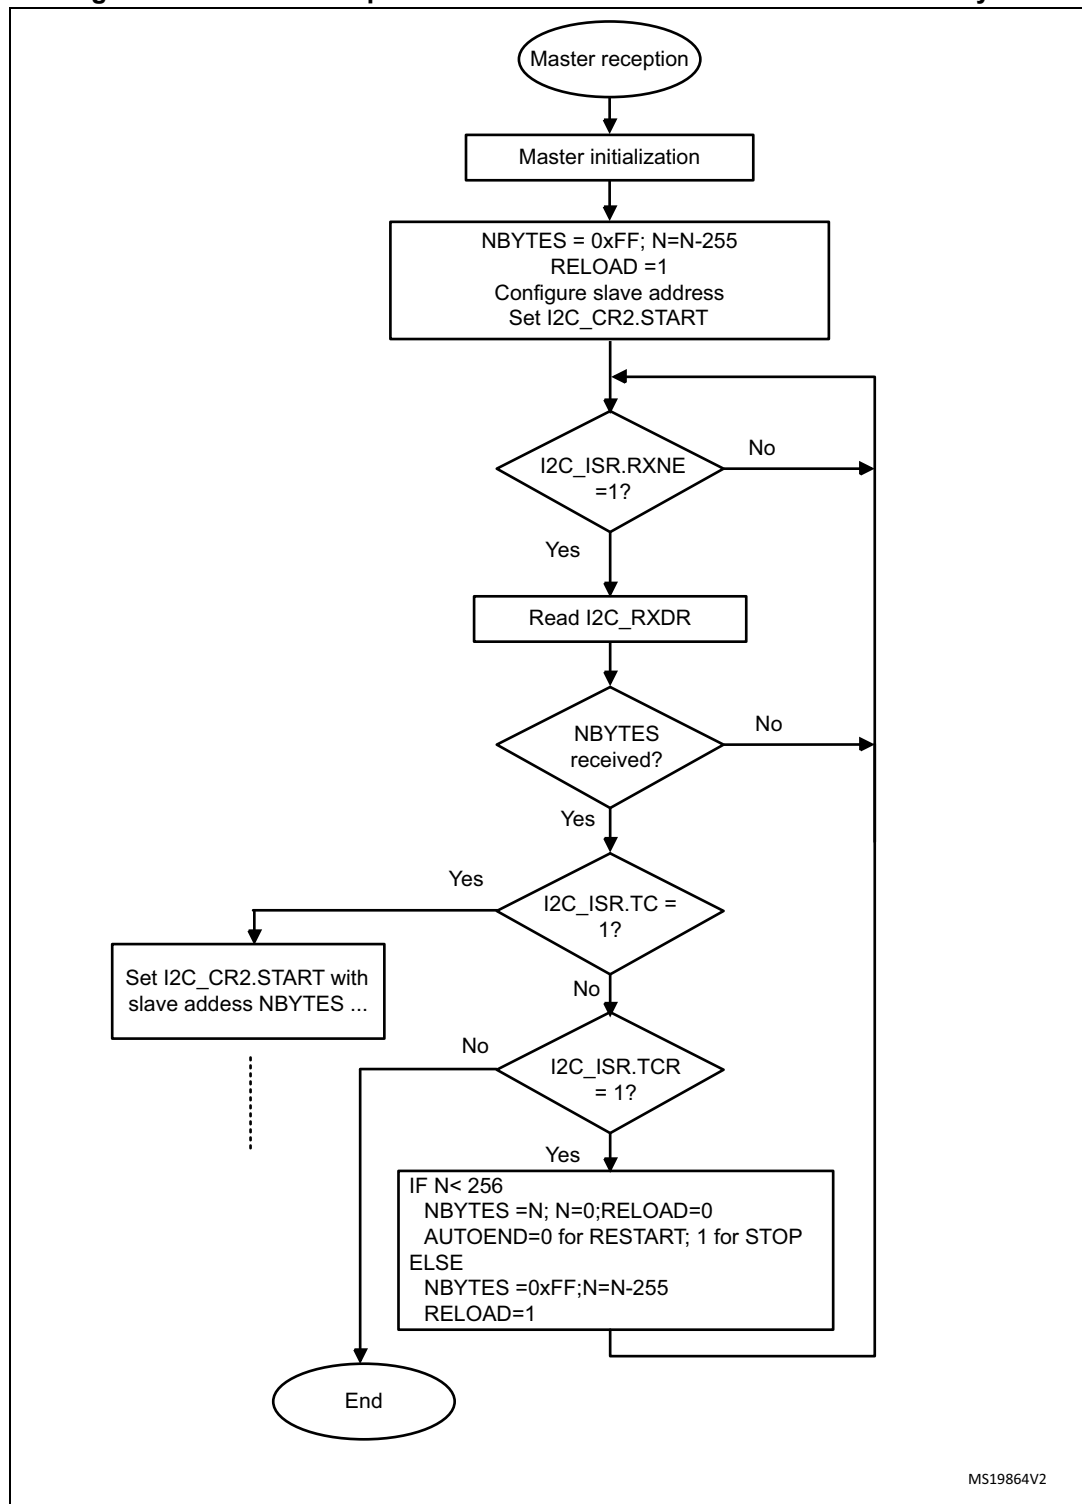 Master reception
Master initialization
NBYTES = 0xFF; N=N-255
RELOAD =1
Configure slave address
Set I2C_CR2.START
I2C_ISR.RXNE
=1?
No
Yes
Read I2C_RXDR
NBYTES
received?
No
Yes
I2C_ISR.TC =
1?
Yes
Set I2C_CR2.START with
slave addess NBYTES ...
No
I2C_ISR.TCR
= 1?
No
Yes
IF N< 256
NBYTES =N; N=0;RELOAD=0
AUTOEND=0 for RESTART; 1 for STOP
ELSE
NBYTES =0xFF;N=N-255
RELOAD=1
End
MS19864V2